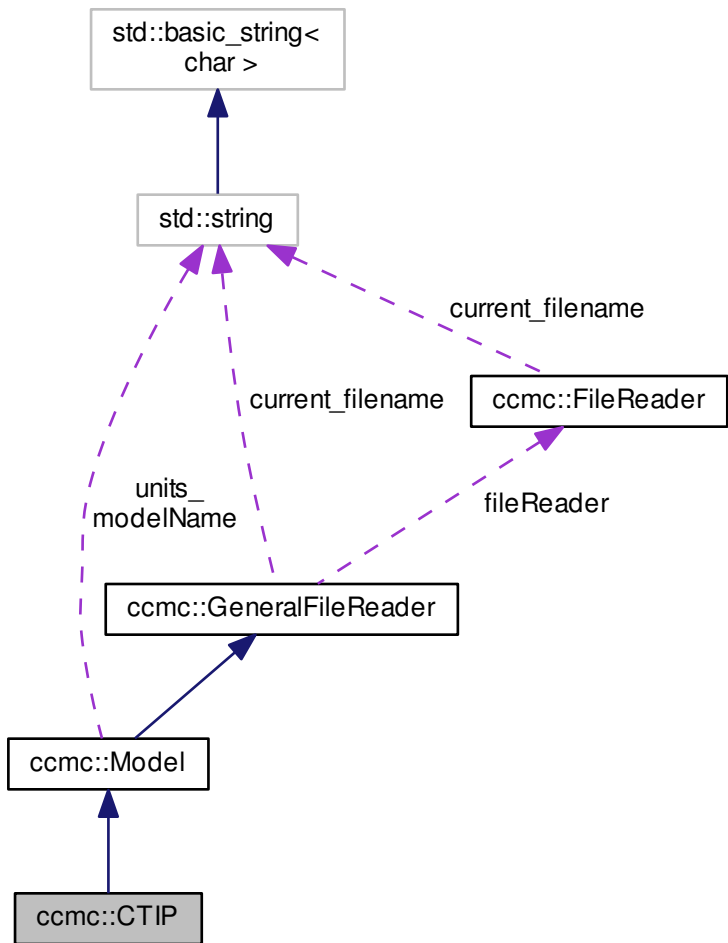 std::basic_string<
char >
std::string
current_filename
ccmc::FileReader
current_filename
units_
modelName
fileReader
ccmc::GeneralFileReader
ccmc::Model
ccmc::CTIP